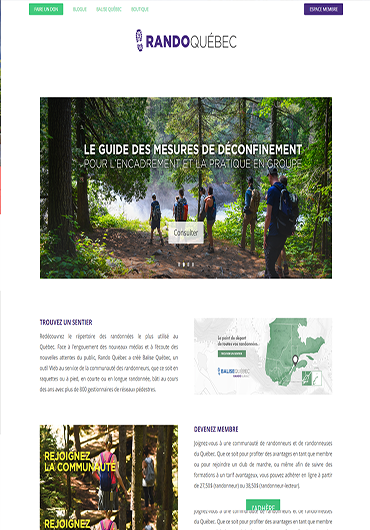 FAIRE UN DON BLOGUE BALISE QUÉBEC BOUTIQUE ESPACE MEMBRE
RANDOQUÉBEC
LE GUIDE DES MESURES DE DÉCONFINEMENT
POUR L'ENCADREMENT ET LA PRATIQUE EN GROUPE
Consulter
TROUVEZ UN SENTIER
Redécouvrez le répertoire des randonnées le plus utilisé au
Québec. Face à l'engouement des nouveaux médias et à l'écoute des
nouvelles attentes du public, Rando Québec a créé Balise Québec, un
outil Web au service de la communauté des randonneurs, que ce soit en
raquettes ou à pied, en courte ou en longue randonnée, bâti au cours
des ans avec plus de 600 gestionnaires de réseaux pédestres.
Le point de départ
de toutes vos randonnées.
BALISEQUÉBEC
REJOIGNEZ
LA COMMUNAUTÉ
DEVENEZ MEMBRE
Joignez-vous à une communauté de randonneurs et de randonneuses
du Québec. Que ce soit pour profiter des avantages en tant que membre
ou pour rejoindre un club de marche, ou même afin de suivre des
formations à un tarif avantageux, vous pouvez adhérer en ligne à partir
de 27,50$ (randonneur) ou 38,50$ (randonneur-lecteur).
J'ADHÈRE
REJOIGNEZ
Joignez-vous à une communauté de randonneurs et de randonneuses
du Québec. Que ce soit pour profiter des avantages en tant que membre